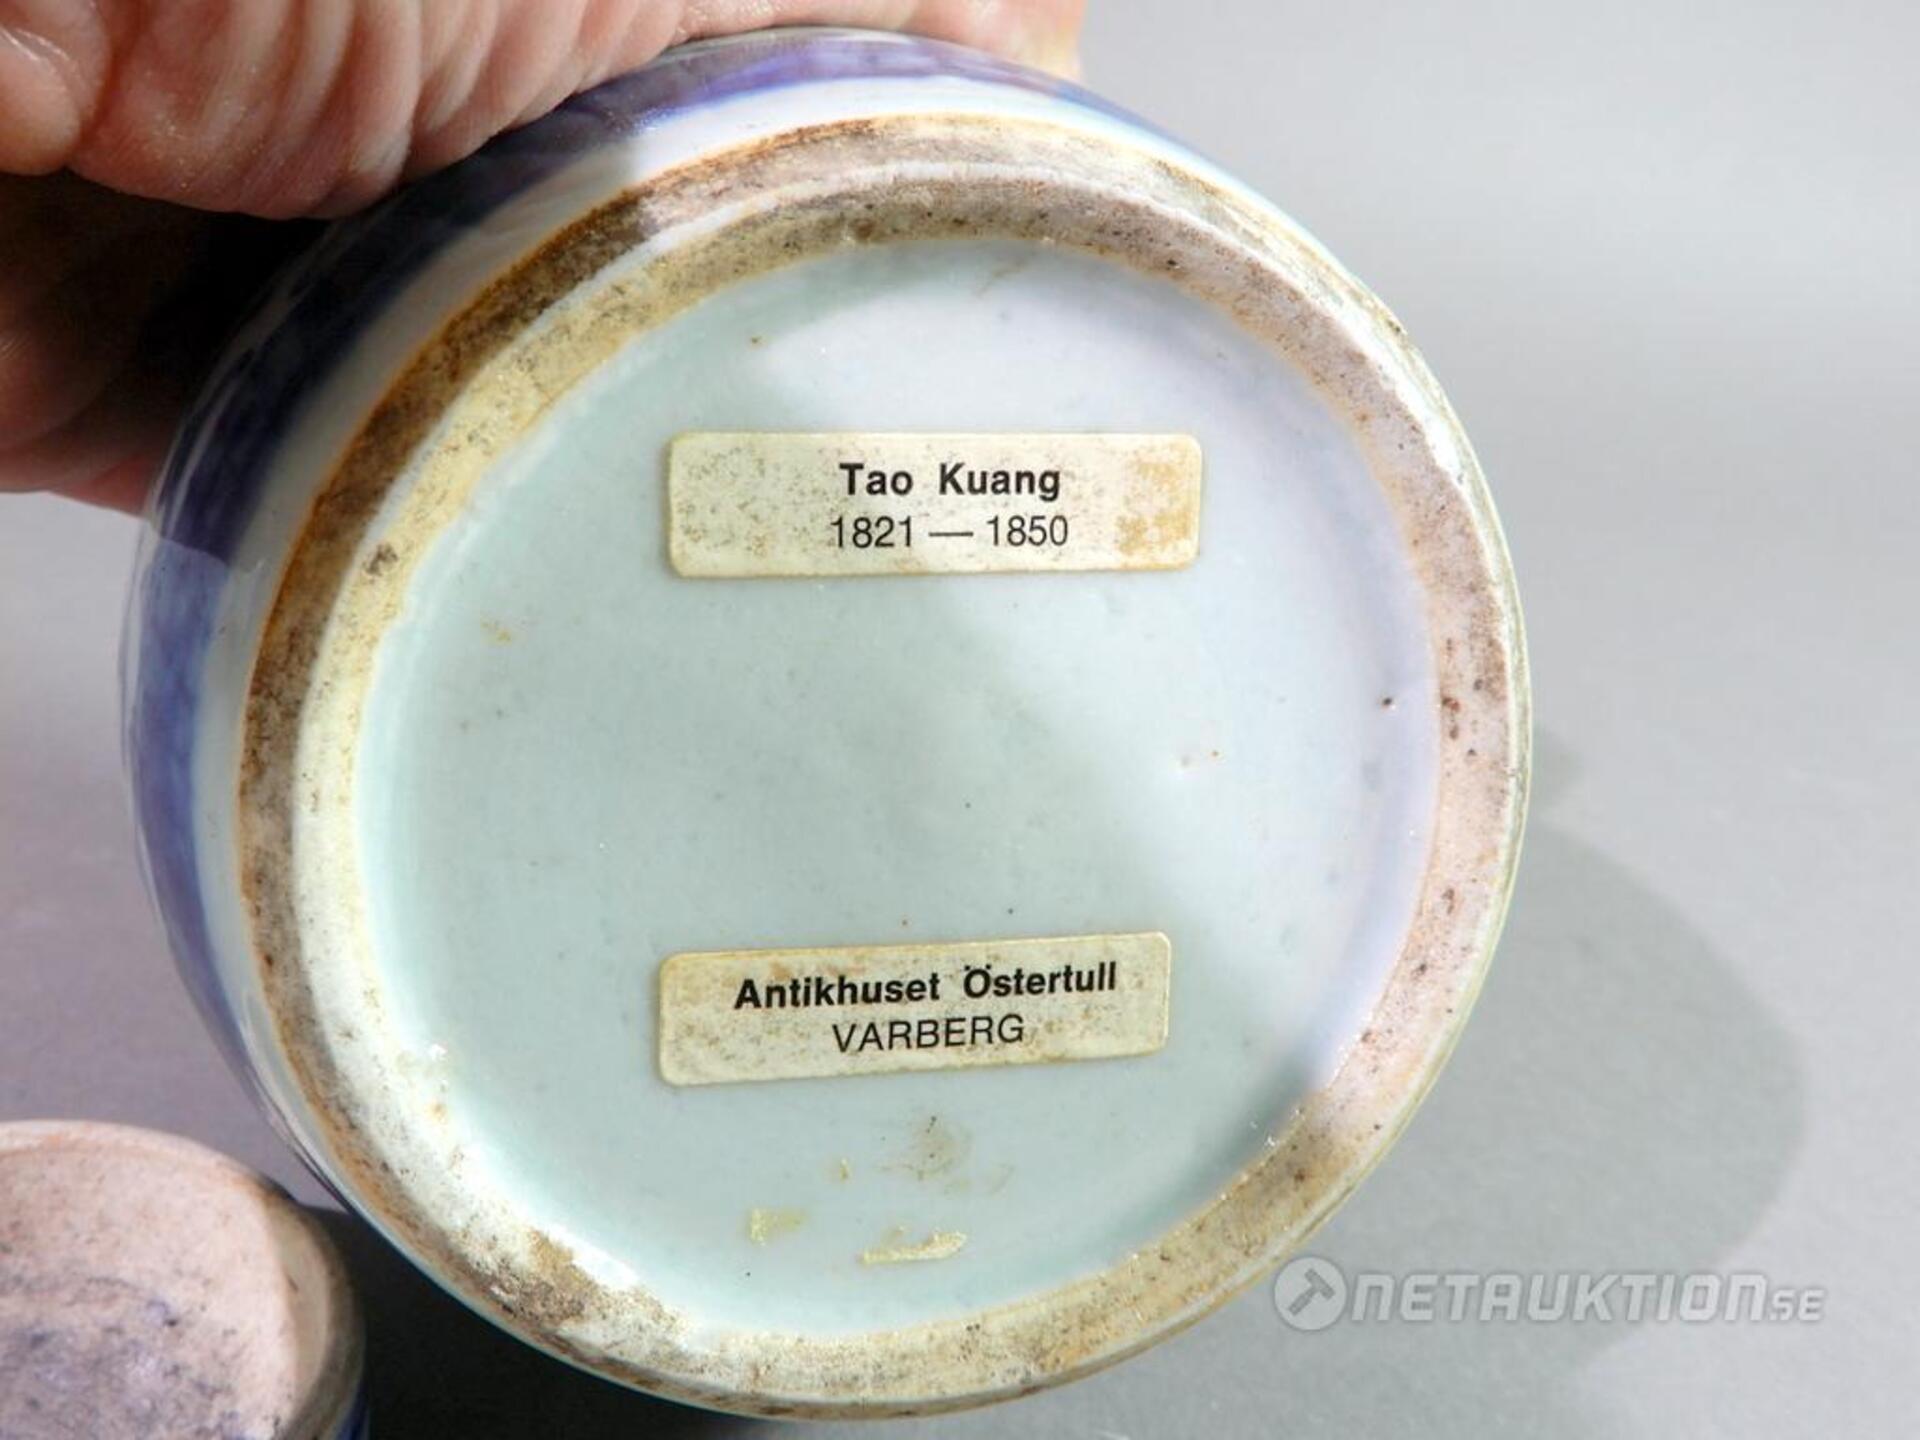 Tao Kuang
1821 — 1850
Antikhuset Östertull
VARBERG
NETAUKTION.SE